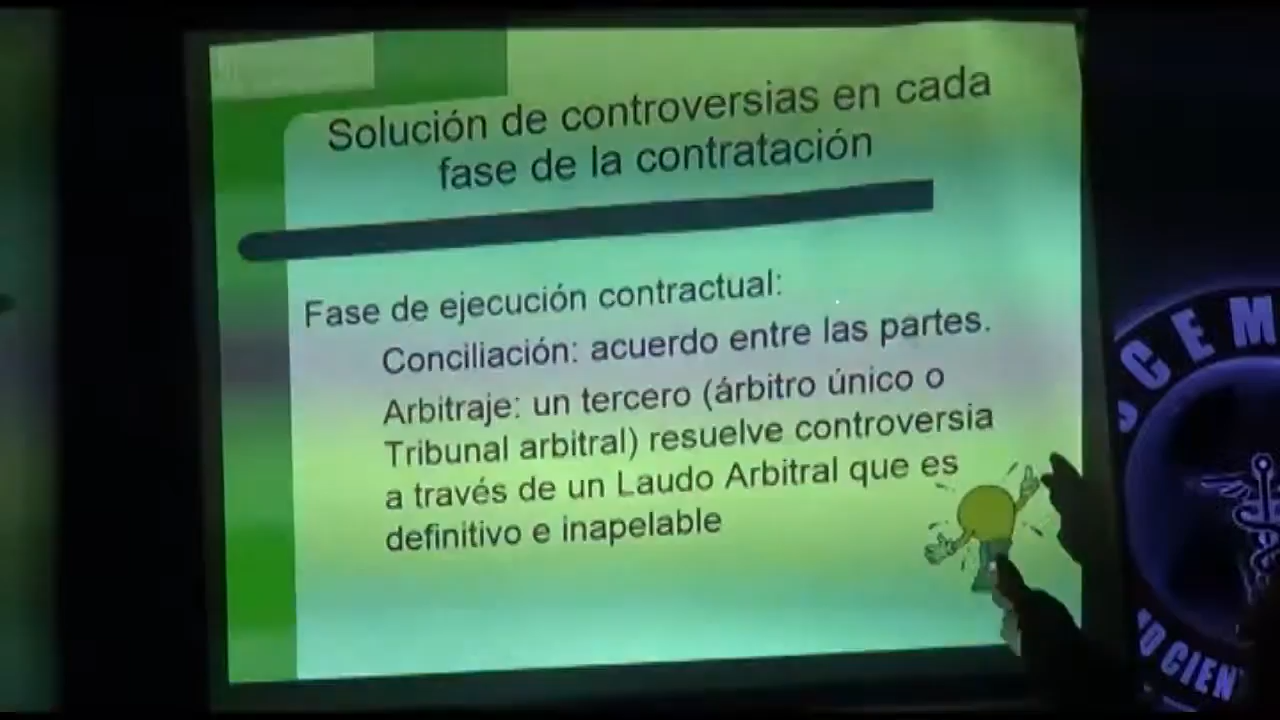 Solución de controversias en cada
fase de la contratación
Fase de ejecución contractual:
Conciliación: acuerdo entre las partes.
Arbitraje: un tercero (árbitro único o
Tribunal arbitral) resuelve controversia
a través de un Laudo Arbitral que es
definitivo e inapelable